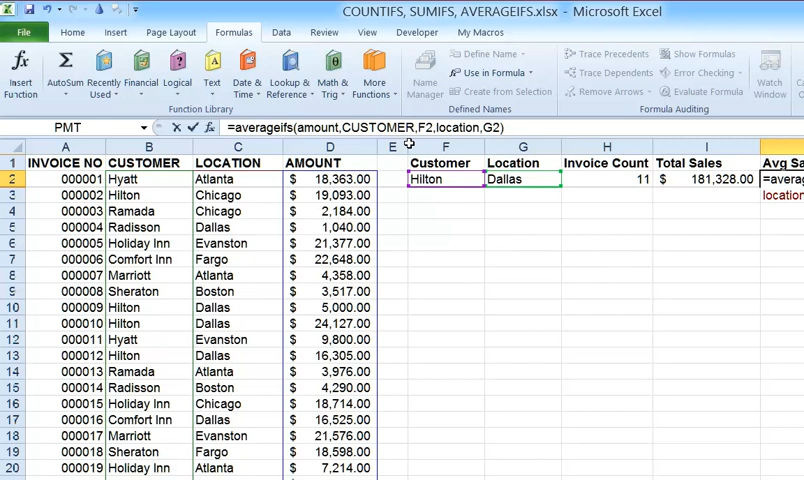 COUNTIFS, SUMIFS, AVERAGEIFS.xlsx - Microsoft Excel
File Home Insert Page Layout Formulas Data Review View Developer My Macros
Insert Function
AutoSum
Recently Used
Financial
Logical
Text
Date & Time
Lookup & Reference
Math & Trig
More Functions
Function Library
Name Manager
Define Name
Use in Formula
Create from Selection
Defined Names
Trace Precedents
Trace Dependents
Remove Arrows
Show Formulas
Error Checking
Evaluate Formula
Formula Auditing
Watch Window
PMT fx =averageifs(amount,CUSTOMER,F2,location,G2)
A B C D E F G H I
1 INVOICE NO CUSTOMER LOCATION AMOUNT Customer Location Invoice Count Total Sales Avg Sa
2 000001 Hyatt Atlanta $ 18,363.00 Hilton Dallas 11 $ 181,328.00 =avera
3 000002 Hilton Chicago $ 19,093.00 location
4 000003 Ramada Chicago $ 2,184.00
5 000004 Radisson Dallas $ 1,040.00
6 000005 Holiday Inn Evanston $ 21,377.00
7 000006 Comfort Inn Fargo $ 22,648.00
8 000007 Marriott Atlanta $ 4,358.00
9 000008 Sheraton Boston $ 3,517.00
10 000009 Hilton Dallas $ 5,000.00
11 000010 Hilton Dallas $ 24,127.00
12 000011 Hyatt Evanston $ 9,800.00
13 000012 Hilton Dallas $ 16,305.00
14 000013 Ramada Atlanta $ 3,976.00
15 000014 Radisson Boston $ 4,290.00
16 000015 Holiday Inn Chicago $ 18,714.00
17 000016 Comfort Inn Dallas $ 16,525.00
18 000017 Marriott Evanston $ 21,576.00
19 000018 Sheraton Fargo $ 18,598.00
20 000019 Holiday Inn Atlanta $ 7,214.00